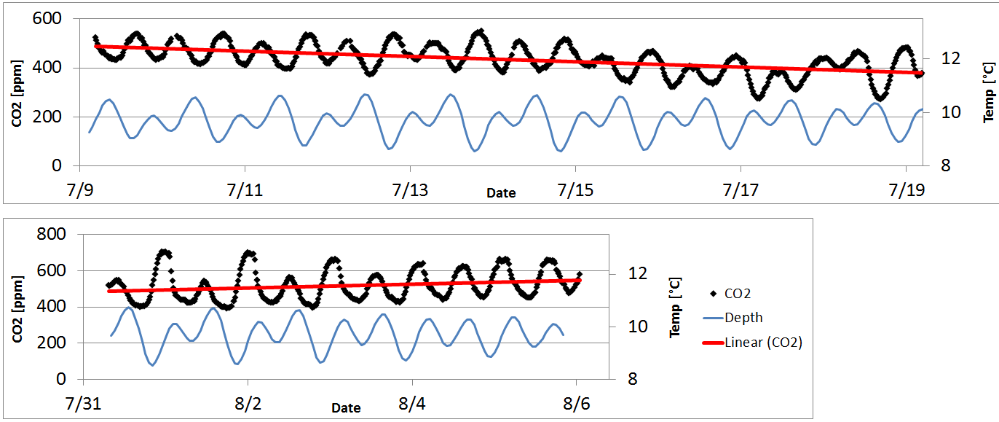 600
400
200
0
CO2 [ppm]
12
10
8
Temp [°C]
7/9
7/11
7/13
Date
7/15
7/17
7/19
800
600
400
200
0
CO2 [ppm]
12
10
8
Temp [°C]
CO2
Depth
Linear (CO2)
7/31
8/2
Date
8/4
8/6